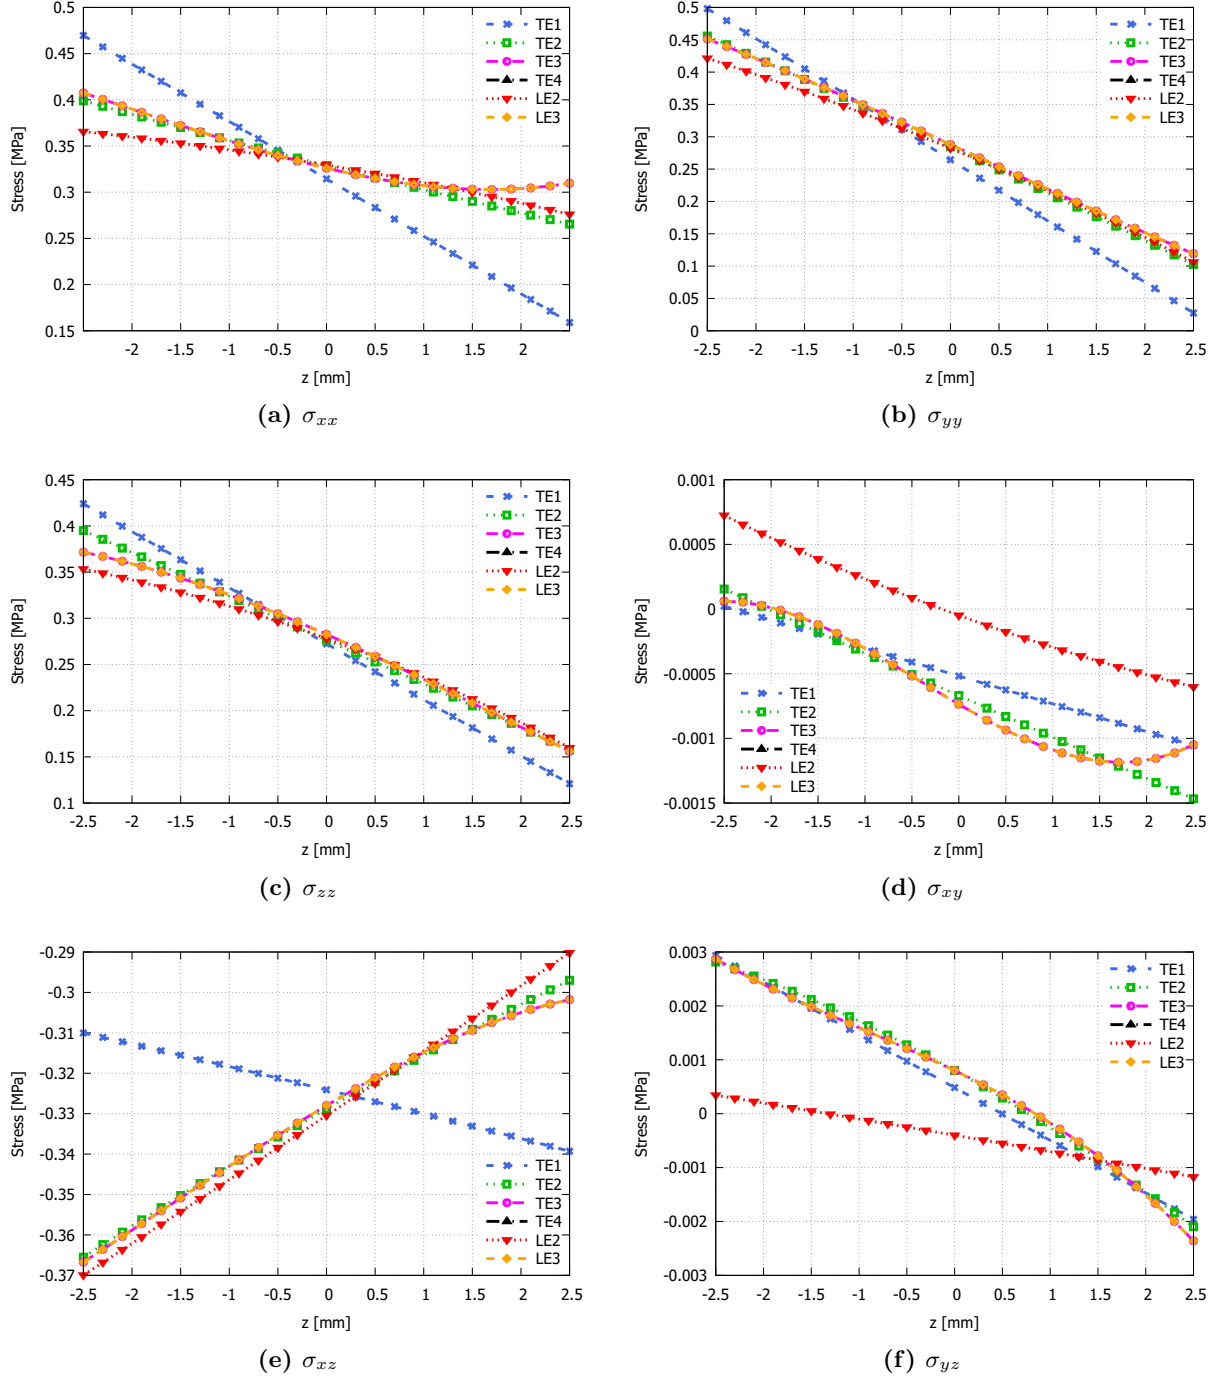 Stress [MPa]
0.5
0.45
0.4
0.35
0.3
0.25
0.2
0.15
-2 -1.5 -1 -0.5 0 0.5 1 1.5 2 2.5
z [mm]
TE1
TE2
TE3
TE4
LE2
LE3
(a) σxx
Stress [MPa]
0.5
0.45
0.4
0.35
0.3
0.25
0.2
0.15
0.1
0.05
0
-2.5 -2 -1.5 -1 -0.5 0 0.5 1 1.5 2 2.5
z [mm]
TE1
TE2
TE3
TE4
LE2
LE3
(b) σyy
Stress [MPa]
0.45
0.4
0.35
0.3
0.25
0.2
0.15
0.1
-2.5 -2 -1.5 -1 -0.5 0 0.5 1 1.5 2 2.5
z [mm]
TE1
TE2
TE3
TE4
LE2
LE3
(c) σzz
Stress [MPa]
0.001
0.0005
0
-0.0005
-0.001
-0.0015
-2.5 -2 -1.5 -1 -0.5 0 0.5 1 1.5 2 2.5
z [mm]
TE1
TE2
TE3
TE4
LE2
LE3
(d) σxy
Stress [MPa]
-0.29
-0.3
-0.31
-0.32
-0.33
-0.34
-0.35
-0.36
-0.37
-2.5 -2 -1.5 -1 -0.5 0 0.5 1 1.5 2 2.5
z [mm]
TE1
TE2
TE3
TE4
LE2
LE3
(e) σxz
Stress [MPa]
0.003
0.002
0.001
0
-0.001
-0.002
-0.003
-2.5 -2 -1.5 -1 -0.5 0 0.5 1 1.5 2 2.5
z [mm]
TE1
TE2
TE3
TE4
LE2
LE3
(f) σyz